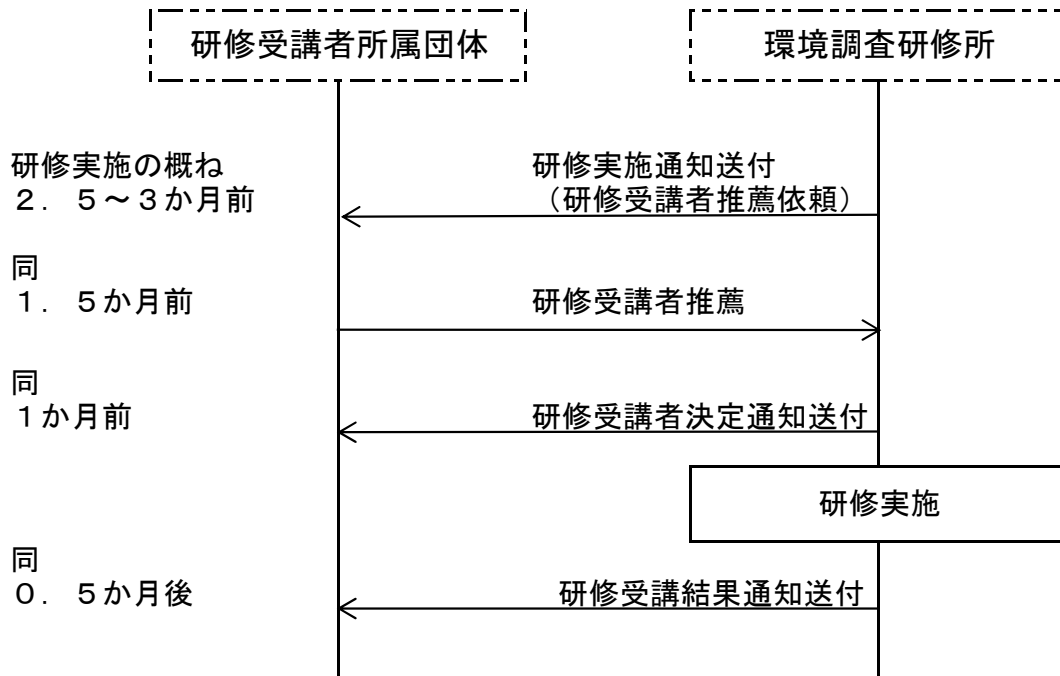 研修受講者所属団体
環境調査研修所
研修実施の概ね
２．５～３か月前
研修実施通知送付
（研修受講者推薦依頼）
同
１．５か月前
研修受講者推薦
同
１か月前
研修受講者決定通知送付
研修実施
同
０．５か月後
研修受講結果通知送付